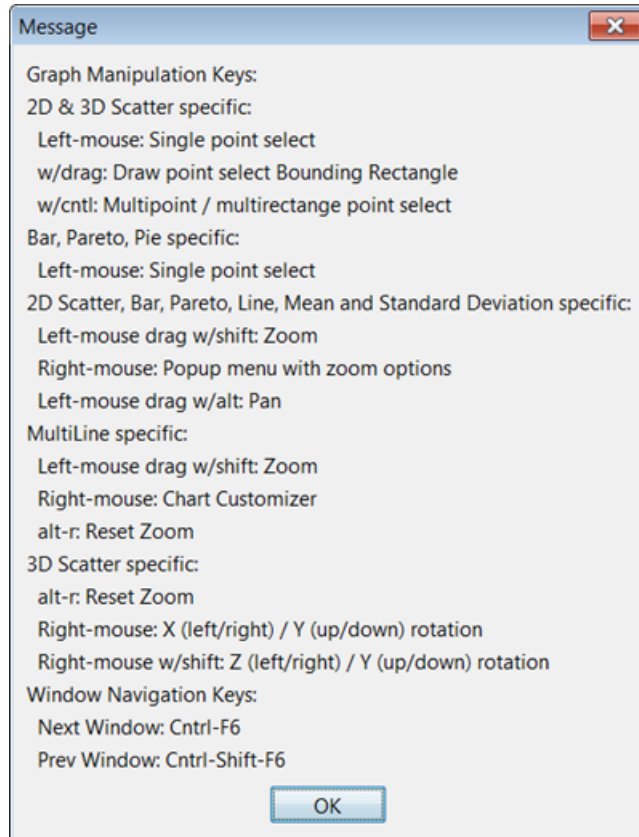 Message
Graph Manipulation Keys:
2D & 3D Scatter specific:
Left-mouse: Single point select
w/drag: Draw point select Bounding Rectangle
w/cntl: Multipoint / multirectange point select
Bar, Pareto, Pie specific:
Left-mouse: Single point select
2D Scatter, Bar, Pareto, Line, Mean and Standard Deviation specific:
Left-mouse drag w/shift: Zoom
Right-mouse: Popup menu with zoom options
Left-mouse drag w/alt: Pan
MultiLine specific:
Left-mouse drag w/shift: Zoom
Right-mouse: Chart Customizer
alt-r: Reset Zoom
3D Scatter specific:
alt-r: Reset Zoom
Right-mouse: X (left/right) / Y (up/down) rotation
Right-mouse w/shift: Z (left/right) / Y (up/down) rotation
Window Navigation Keys:
Next Window: Cntrl-F6
Prev Window: Cntrl-Shift-F6
OK